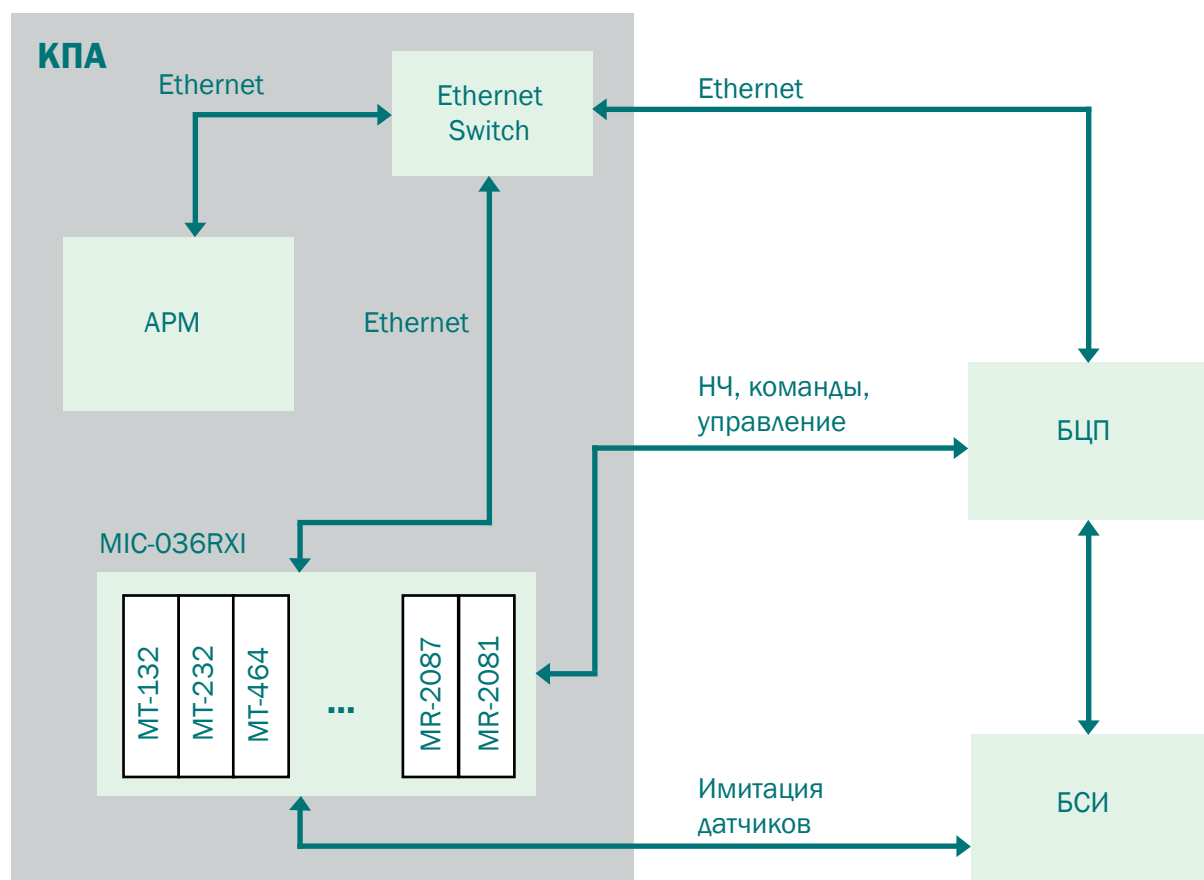 КПА
Ethernet
Ethernet
Switch
Ethernet
АРМ
Ethernet
НЧ, команды,
управление
БЦП
MIC-036RXI
MT-132
MT-232
MT-464
...
MR-2087
MR-2081
Имитация
датчиков
БСИ